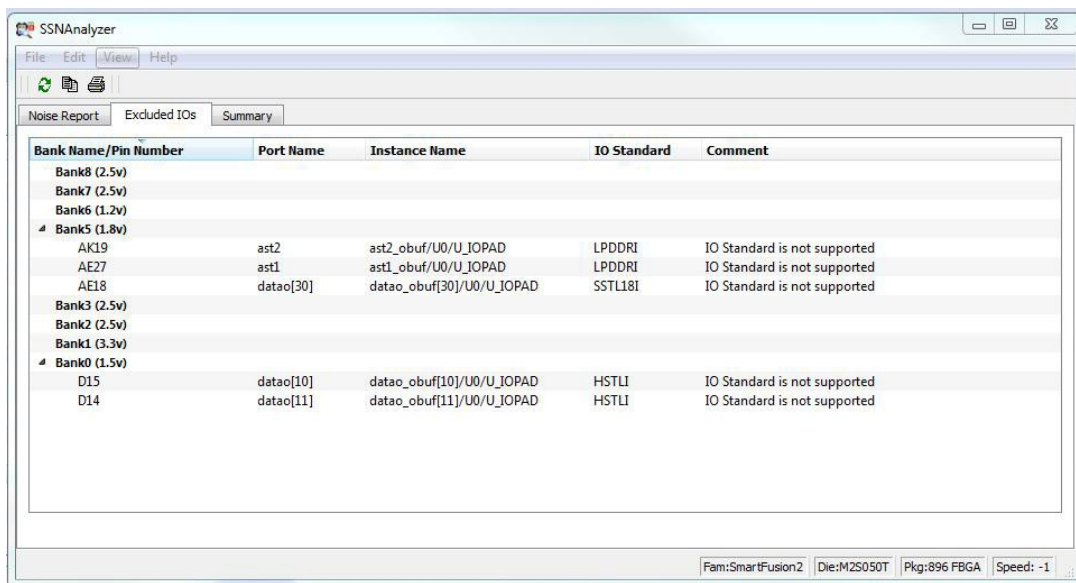 SSNAnalyzer
File Edit View Help
Noise Report Excluded IOs Summary
Bank Name/Pin Number Port Name Instance Name IO Standard Comment
Bank8 (2.5v)
Bank7 (2.5v)
Bank6 (1.2v)
Bank5 (1.8v)
AK19 ast2 ast2_obuf/U0/U_IOPAD LPDDRI IO Standard is not supported
AE27 ast1 ast1_obuf/U0/U_IOPAD LPDDRI IO Standard is not supported
AE18 datao[30] datao_obuf[30]/U0/U_IOPAD SSTL18I IO Standard is not supported
Bank3 (2.5v)
Bank2 (2.5v)
Bank1 (3.3v)
Bank0 (1.5v)
D15 datao[10] datao_obuf[10]/U0/U_IOPAD HSTLI IO Standard is not supported
D14 datao[11] datao_obuf[11]/U0/U_IOPAD HSTLI IO Standard is not supported
Fam:SmartFusion2 Die:M2S050T Pkg:896 FBGA Speed: -1